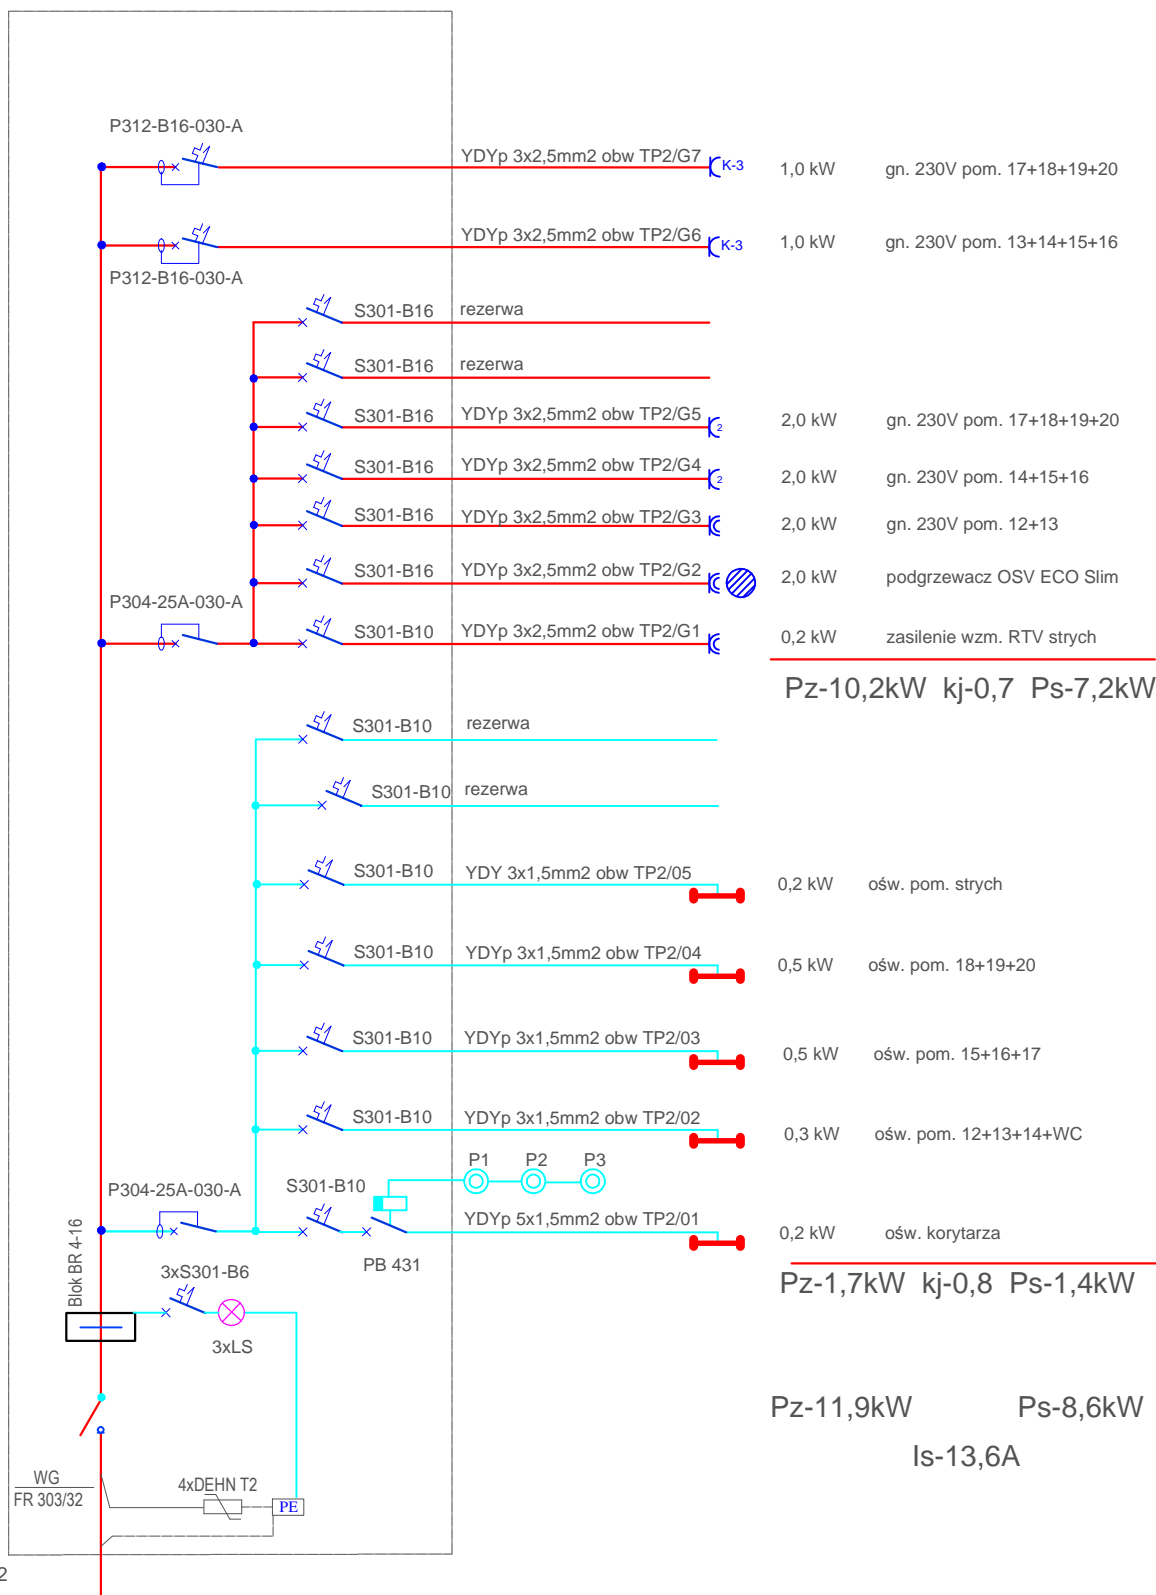 P312-B16-030-A
YDYp 3x2,5mm2 obw TP2/G7
K-3
1,0 kW
gn. 230V pom. 17+18+19+20
YDYp 3x2,5mm2 obw TP2/G6
K-3
1,0 kW
gn. 230V pom. 13+14+15+16
P312-B16-030-A
S301-B16
rezerwa
S301-B16
rezerwa
S301-B16
YDYp 3x2,5mm2 obw TP2/G5
2
2,0 kW
gn. 230V pom. 17+18+19+20
S301-B16
YDYp 3x2,5mm2 obw TP2/G4
2
2,0 kW
gn. 230V pom. 14+15+16
S301-B16
YDYp 3x2,5mm2 obw TP2/G3
2,0 kW
gn. 230V pom. 12+13
S301-B16
YDYp 3x2,5mm2 obw TP2/G2
2,0 kW
podgrzewacz OSV ECO Slim
P304-25A-030-A
S301-B10
YDYp 3x2,5mm2 obw TP2/G1
0,2 kW
zasilenie wzm. RTV strych
Pz-10,2kW kj-0,7 Ps-7,2kW
S301-B10
rezerwa
S301-B10
rezerwa
S301-B10
YDY 3x1,5mm2 obw TP2/05
0,2 kW
ośw. pom. strych
S301-B10
YDYp 3x1,5mm2 obw TP2/04
0,5 kW
ośw. pom. 18+19+20
S301-B10
YDYp 3x1,5mm2 obw TP2/03
0,5 kW
ośw. pom. 15+16+17
S301-B10
YDYp 3x1,5mm2 obw TP2/02
0,3 kW
ośw. pom. 12+13+14+WC
P1
P2
P3
P304-25A-030-A
S301-B10
YDYp 5x1,5mm2 obw TP2/01
0,2 kW
ośw. korytarza
PB 431
Blok BR 4-16
3xS301-B6
3xLS
Pz-1,7kW kj-0,8 Ps-1,4kW
Pz-11,9kW
Ps-8,6kW
Is-13,6A
WG
FR 303/32
4xDEHN T2
PE
2